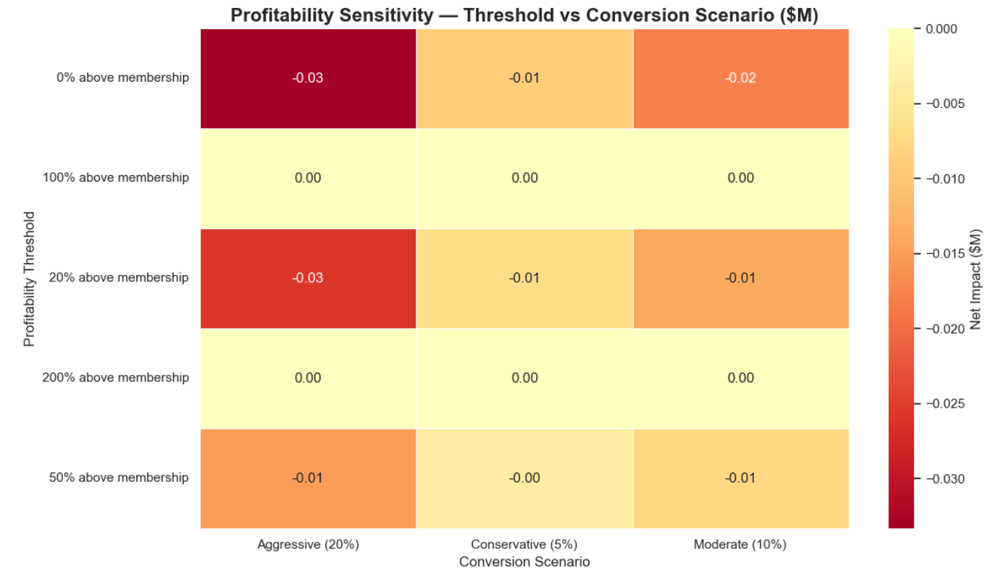 Profitability Sensitivity — Threshold vs Conversion Scenario ($M)
0% above membership
-0.03
-0.01
-0.02
100% above membership
0.00
0.00
0.00
20% above membership
-0.03
-0.01
-0.01
200% above membership
0.00
0.00
0.00
50% above membership
-0.01
-0.00
-0.01
Profitability Threshold
Aggressive (20%)
Conservative (5%)
Moderate (10%)
Conversion Scenario
0.000
−0.005
−0.010
−0.015
−0.020
−0.025
−0.030
Net Impact ($M)